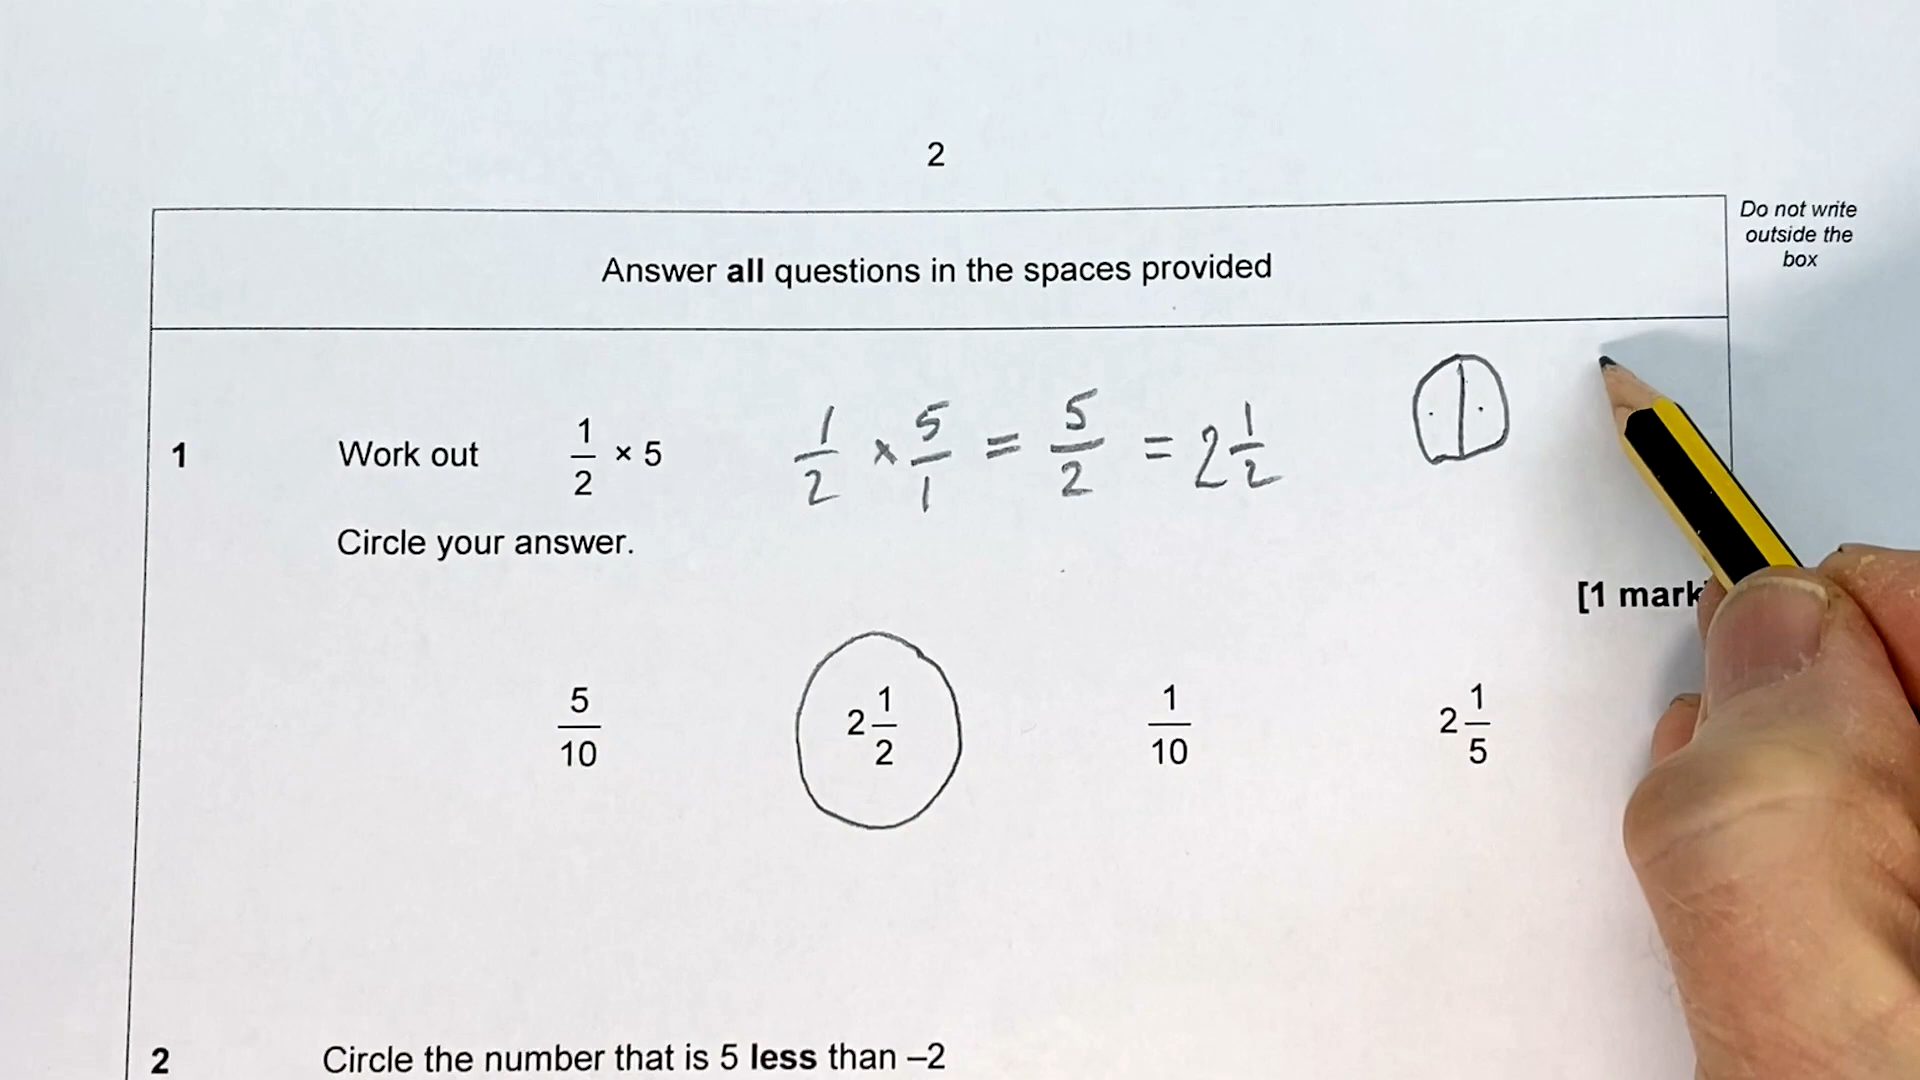 2
Do not write
outside the
box
Answer all questions in the spaces provided
1 Work out 1/2 × 5 1/2 × 5/1 = 5/2 = 2 1/2
Circle your answer.
[1 mark
5/10 2 1/2 1/10 2 1/5
2 Circle the number that is 5 less than –2